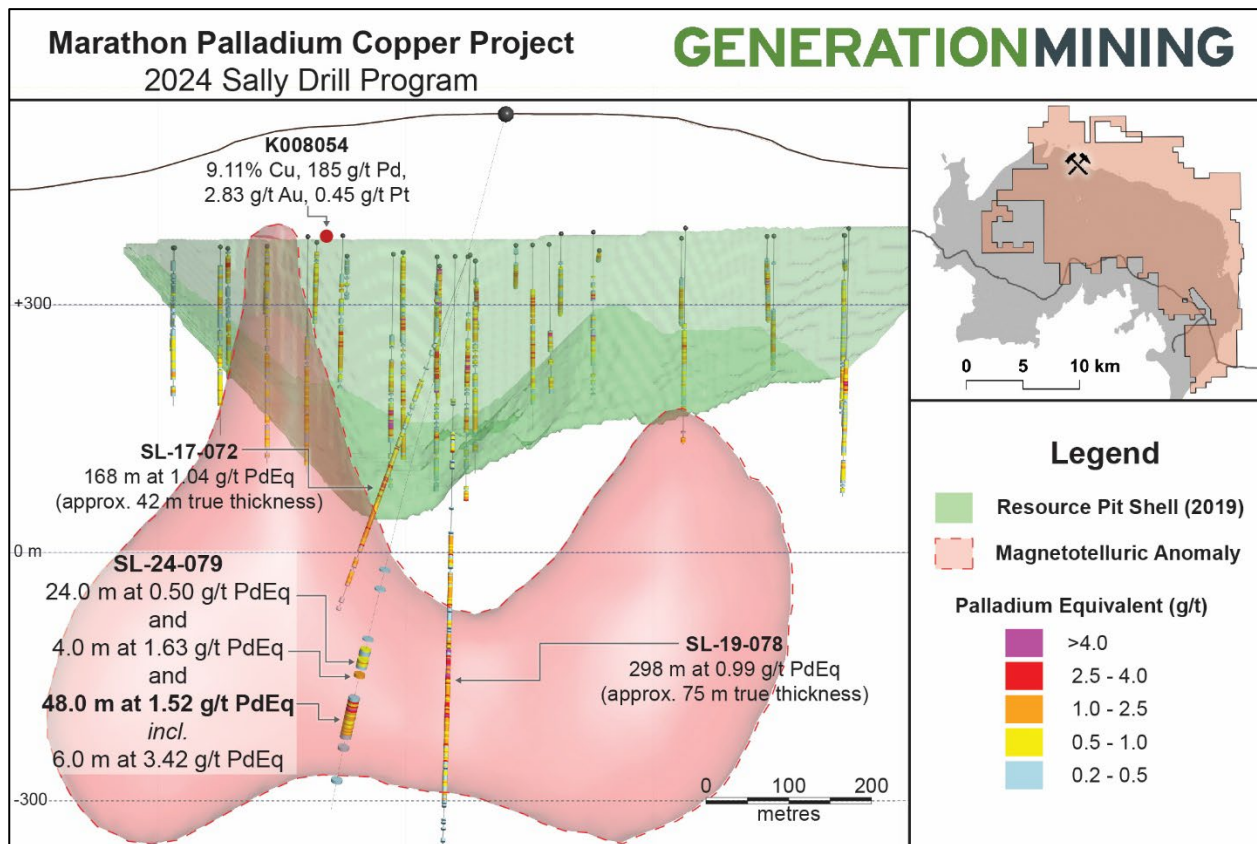 Marathon Palladium Copper Project
2024 Sally Drill Program
GENERATIONMINING
K008054
9.11% Cu, 185 g/t Pd,
2.83 g/t Au, 0.45 g/t Pt
+300
SL-17-072
168 m at 1.04 g/t PdEq
(approx. 42 m true thickness)
0 m
SL-24-079
24.0 m at 0.50 g/t PdEq
and
4.0 m at 1.63 g/t PdEq
and
48.0 m at 1.52 g/t PdEq
incl.
6.0 m at 3.42 g/t PdEq
SL-19-078
298 m at 0.99 g/t PdEq
(approx. 75 m true thickness)
-300
0 100 200
metres
0 5 10 km
Legend
Resource Pit Shell (2019)
Magnetotelluric Anomaly
Palladium Equivalent (g/t)
>4.0
2.5 - 4.0
1.0 - 2.5
0.5 - 1.0
0.2 - 0.5